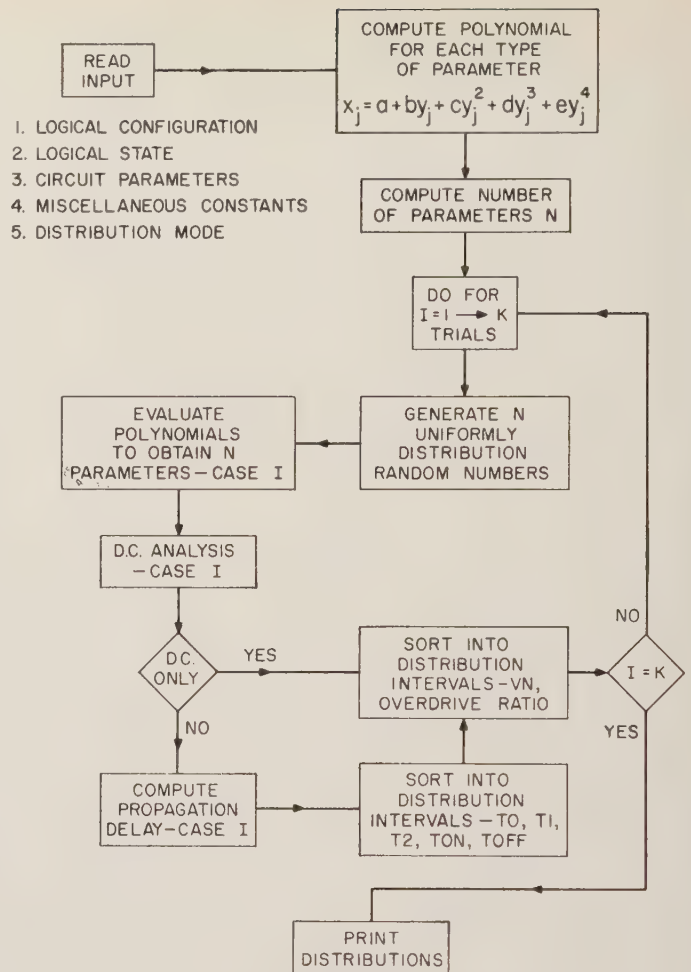 READ
INPUT
COMPUTE POLYNOMIAL
FOR EACH TYPE
OF PARAMETER
x_j = a + by_j + cy_j^2 + dy_j^3 + ey_j^4
1. LOGICAL CONFIGURATION
2. LOGICAL STATE
3. CIRCUIT PARAMETERS
4. MISCELLANEOUS CONSTANTS
5. DISTRIBUTION MODE
COMPUTE NUMBER
OF PARAMETERS N
DO FOR
I = I → K
TRIALS
GENERATE N
UNIFORMLY
DISTRIBUTION
RANDOM NUMBERS
EVALUATE
POLYNOMIALS
TO OBTAIN N
PARAMETERS—CASE I
D.C. ANALYSIS
—CASE I
D.C.
ONLY
YES
NO
SORT INTO
DISTRIBUTION
INTERVALS-VN,
OVERDRIVE RATIO
NO
I = K
YES
COMPUTE
PROPAGATION
DELAY-CASE I
SORT INTO
DISTRIBUTION
INTERVALS—TO, T1,
T2, TON, TOFF
PRINT
DISTRIBUTIONS